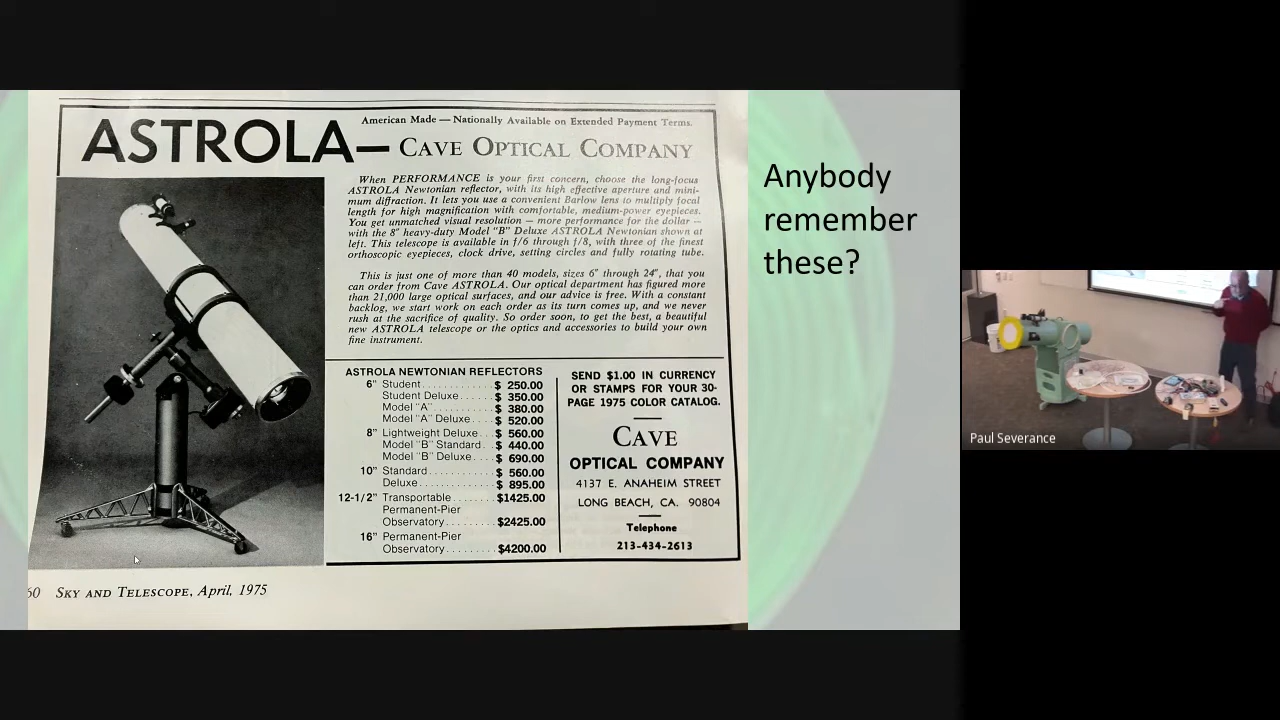 ASTROLA— CAVE OPTICAL COMPANY
American Made — Nationally Available on Extended Payment Terms.
When PERFORMANCE is your first concern, choose the long-focus
ASTROLA Newtonian reflector, with its high effective aperture and mini-
mum diffraction. It lets you use a convenient Barlow lens to multiply focal
length for high magnification with comfortable, medium-power eyepieces.
You get unmatched visual resolution — more performance for the dollar —
with the 8" heavy-duty Model "B" Deluxe ASTROLA Newtonian shown at
left. This telescope is available in f/6 through f/8, with three of the finest
orthoscopic eyepieces, clock drive, setting circles and fully rotating tube.
This is just one of more than 40 models, sizes 6" through 24", that you
can order from Cave ASTROLA. Our optical department has figured more
than 21,000 large optical surfaces, and our advice is free. With a constant
backlog, we start work on each order as its turn comes up, and we never
rush at the sacrifice of quality. So order soon, to get the best, a beautiful
new ASTROLA telescope or the optics and accessories to build your own
fine instrument.
ASTROLA NEWTONIAN REFLECTORS
6" Student............ $ 250.00
Student Deluxe...... $ 350.00
Model "A"........... $ 380.00
Model "A" Deluxe... $ 520.00
8" Lightweight Deluxe.. $ 560.00
Model "B" Standard.. $ 440.00
Model "B" Deluxe.... $ 690.00
10" Standard........... $ 560.00
Deluxe.............. $ 895.00
12-1/2" Transportable........ $1425.00
Permanent-Pier
Observatory......... $2425.00
16" Permanent-Pier
Observatory......... $4200.00
SEND $1.00 IN CURRENCY
OR STAMPS FOR YOUR 30-
PAGE 1975 COLOR CATALOG.
CAVE
OPTICAL COMPANY
4137 E. ANAHEIM STREET
LONG BEACH, CA. 90804
Telephone
213-434-2613
60 SKY AND TELESCOPE, April, 1975
Anybody
remember
these?
Paul Severance